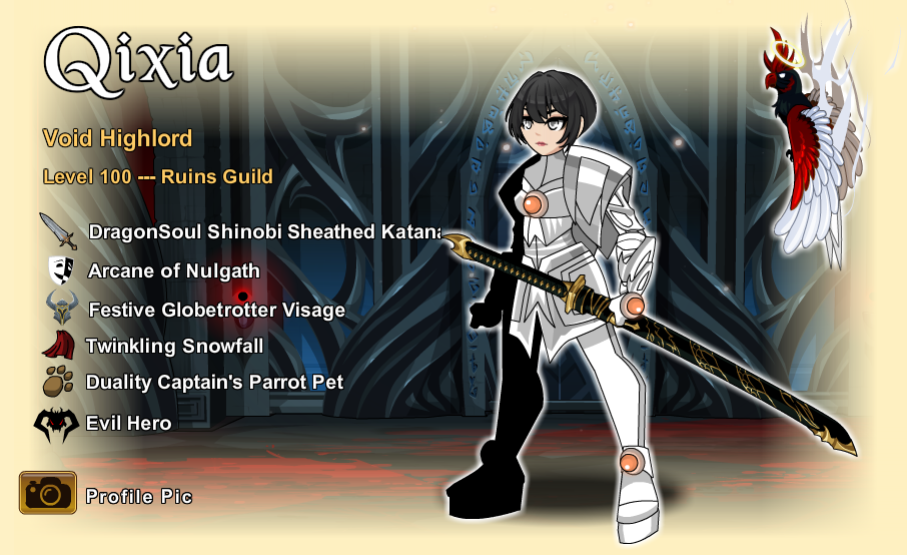 Qixia
Void Highlord
Level 100 --- Ruins Guild
DragonSoul Shinobi Sheathed Katana
Arcane of Nulgath
Festive Globetrotter Visage
Twinkling Snowfall
Duality Captain's Parrot Pet
Evil Hero
Profile Pic